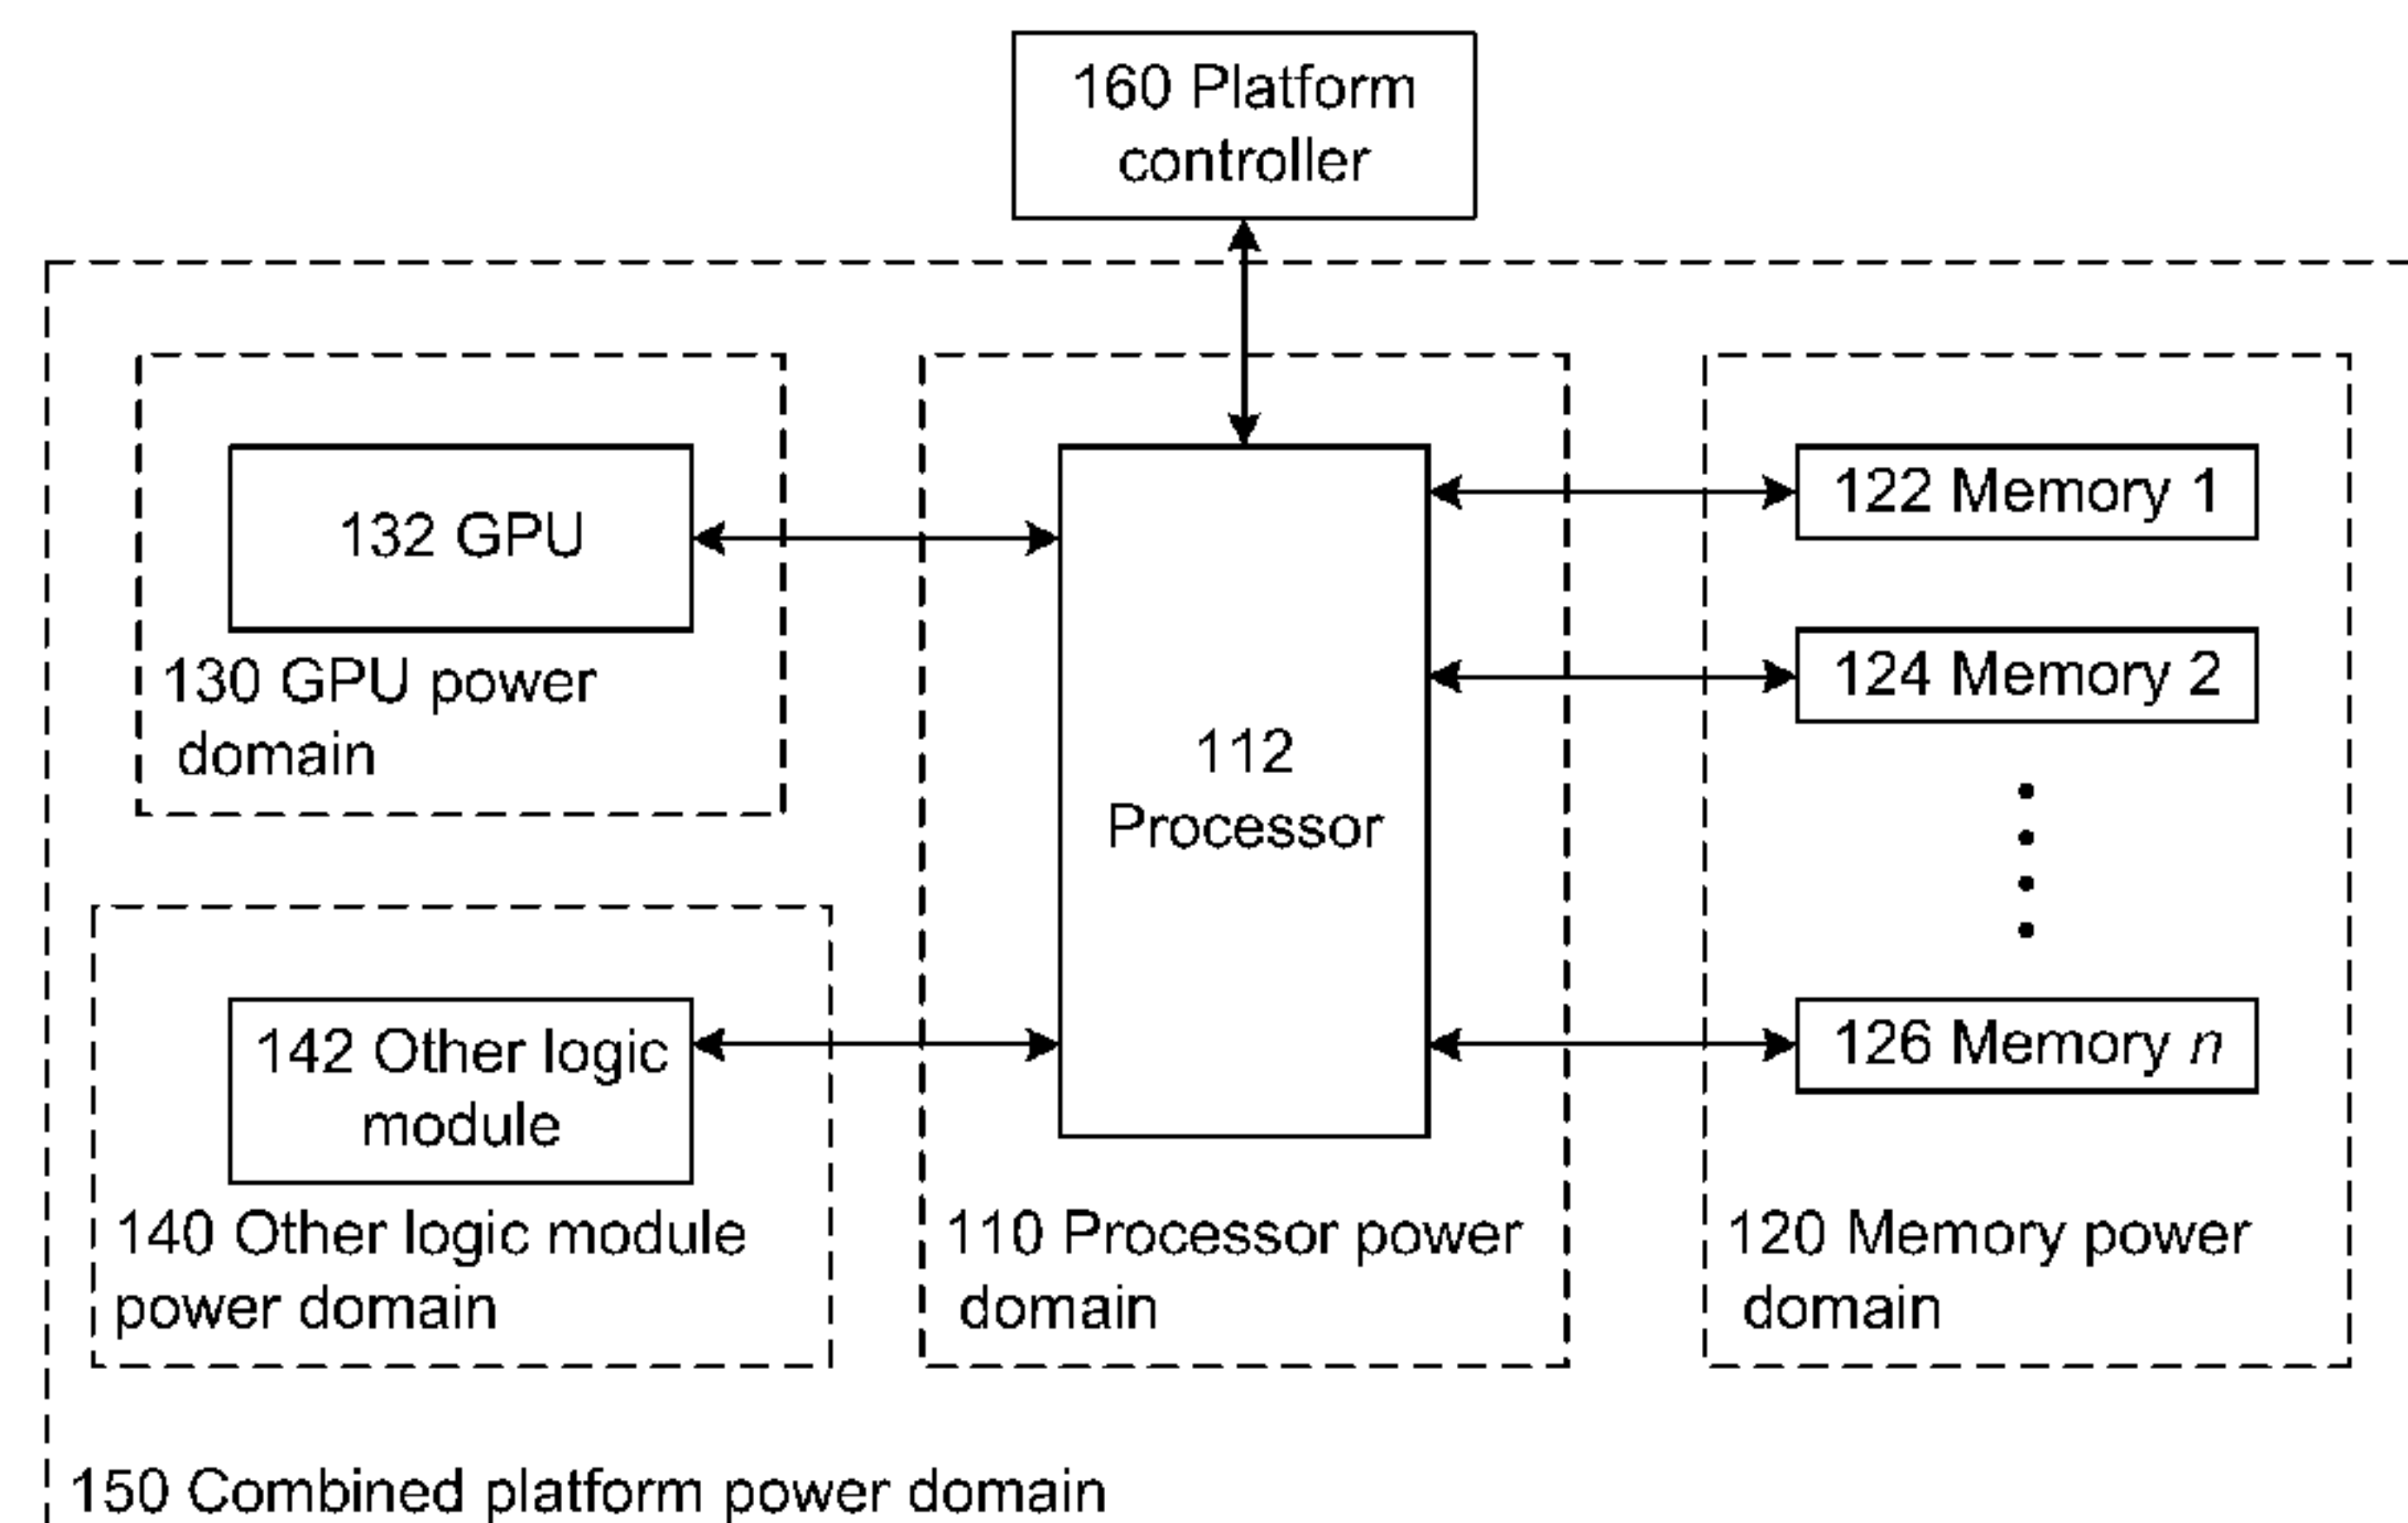 160 Platform
controller
132 GPU
130 GPU power
domain
142 Other logic
module
140 Other logic module
power domain
112
Processor
110 Processor power
domain
122 Memory 1
124 Memory 2
126 Memory n
120 Memory power
domain
150 Combined platform power domain